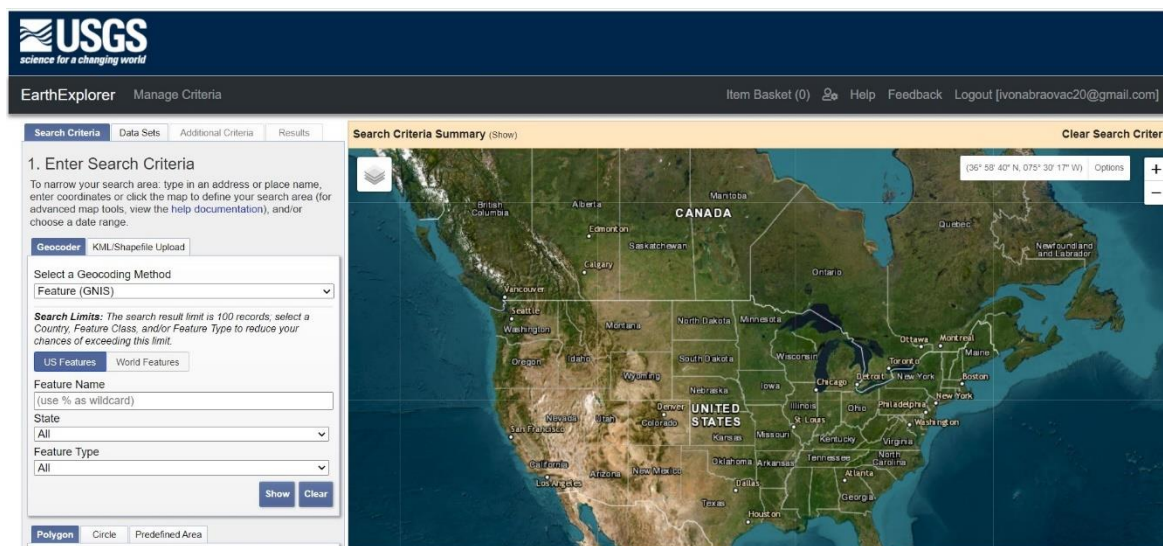 USGS
science for a changing world
EarthExplorer Manage Criteria Item Basket (0) Help Feedback Logout [ivonabraovac20@gmail.com]
Search Criteria Data Sets Additional Criteria Results
1. Enter Search Criteria
To narrow your search area: type in an address or place name,
enter coordinates or click the map to define your search area (for
advanced map tools, view the help documentation), and/or
choose a date range.
Geocoder KML/Shapefile Upload
Select a Geocoding Method
Feature (GNIS)
Search Limits: The search result limit is 100 records; select a
Country, Feature Class, and/or Feature Type to reduce your
chances of exceeding this limit.
US Features World Features
Feature Name
(use % as wildcard)
State
All
Feature Type
All
Show Clear
Polygon Circle Predefined Area
Search Criteria Summary (Show) Clear Search Criter
(36° 58' 40" N, 075° 30' 17" W) Options + −
British
Columbia
Alberta
Manitoba
CANADA
Edmonton
Saskatchewan
Quebec
Newfoundland
and Labrador
Calgary
Ontario
Vancouver
Seattle
Washington
Montana
North Dakota
Minnesota
Ottawa
Montreal
Maine
Oregon
Idaho
Wyoming
South Dakota
Wisconsin
Toronto
Detroit
New York
Boston
Chicago
Iowa
Nebraska
New York
Philadelphia
Denver
UNITED
STATES
Illinois
Ohio
Washington
Nevada
Utah
Colorado
St. Louis
San Francisco
Kansas
Missouri
Kentucky
Virginia
California
Los Angeles
Arizona
New Mexico
Oklahoma
Arkansas
Tennessee
North
Carolina
Atlanta
Dallas
Texas
Georgia
Houston